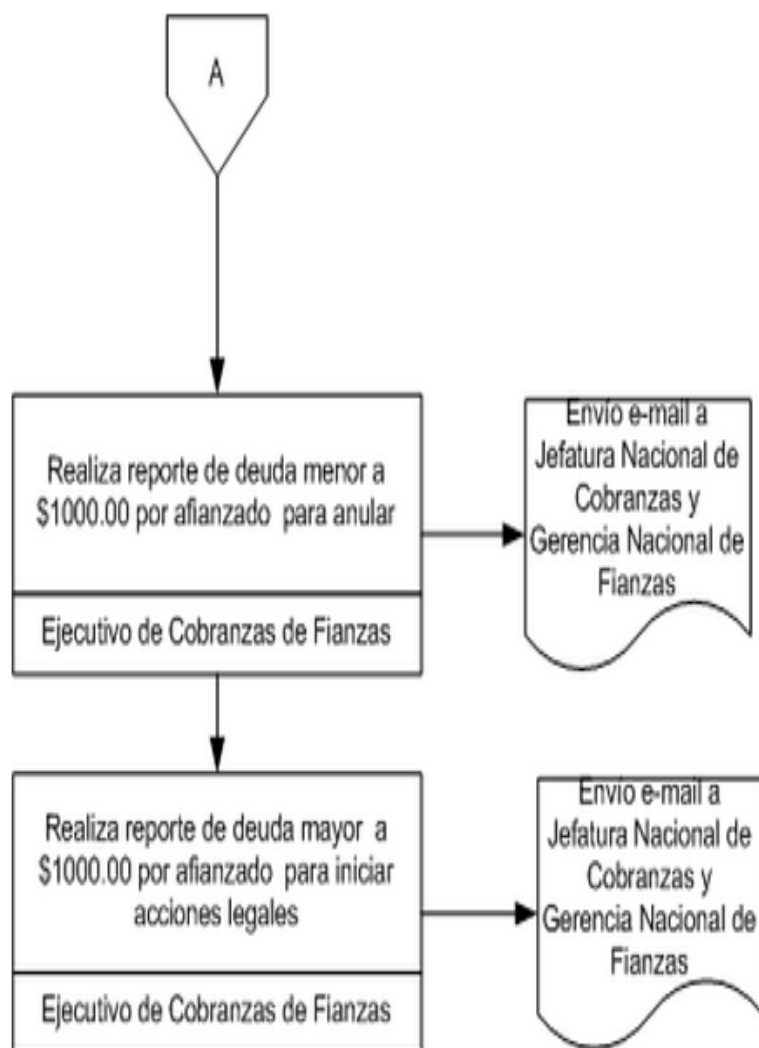 A
Realiza reporte de deuda menor a
$1000.00 por afianzado para anular
Ejecutivo de Cobranzas de Fianzas
Envío e-mail a
Jefatura Nacional de
Cobranzas y
Gerencia Nacional de
Fianzas
Realiza reporte de deuda mayor a
$1000.00 por afianzado para iniciar
acciones legales
Ejecutivo de Cobranzas de Fianzas
Envío e-mail a
Jefatura Nacional de
Cobranzas y
Gerencia Nacional de
Fianzas